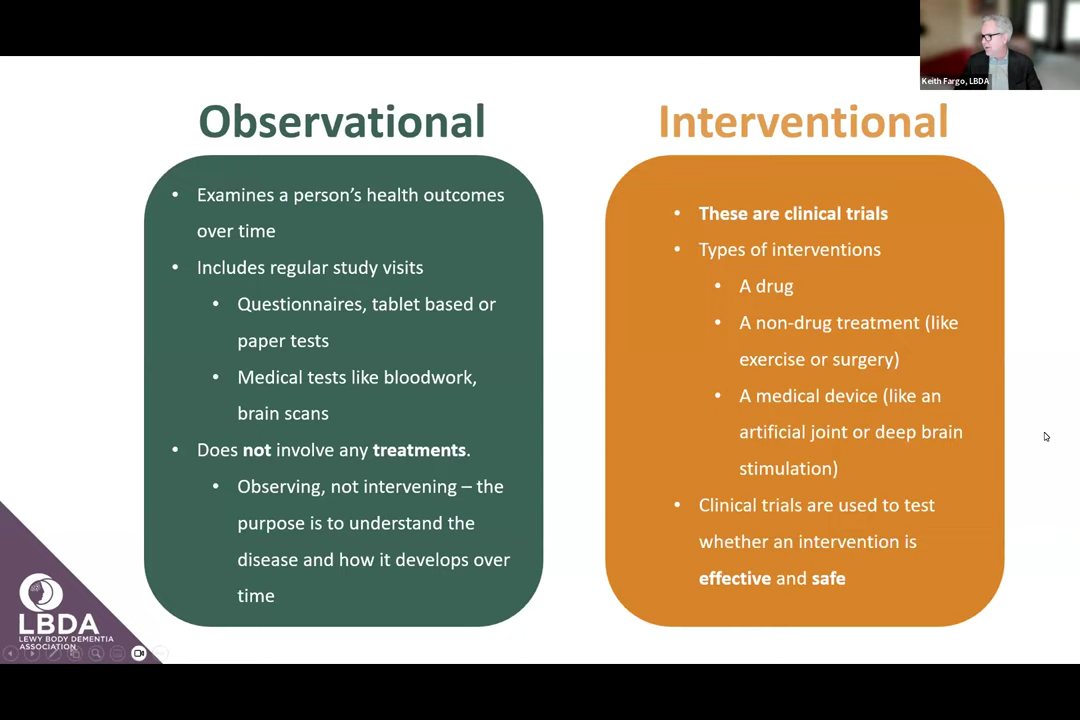 Keith Fargo, LBDA
Observational
• Examines a person’s health outcomes
over time
• Includes regular study visits
• Questionnaires, tablet based or
paper tests
• Medical tests like bloodwork,
brain scans
• Does not involve any treatments.
• Observing, not intervening – the
purpose is to understand the
disease and how it develops over
time
Interventional
• These are clinical trials
• Types of interventions
• A drug
• A non-drug treatment (like
exercise or surgery)
• A medical device (like an
artificial joint or deep brain
stimulation)
• Clinical trials are used to test
whether an intervention is
effective and safe
LBDA
LEWY BODY DEMENTIA
ASSOCIATION